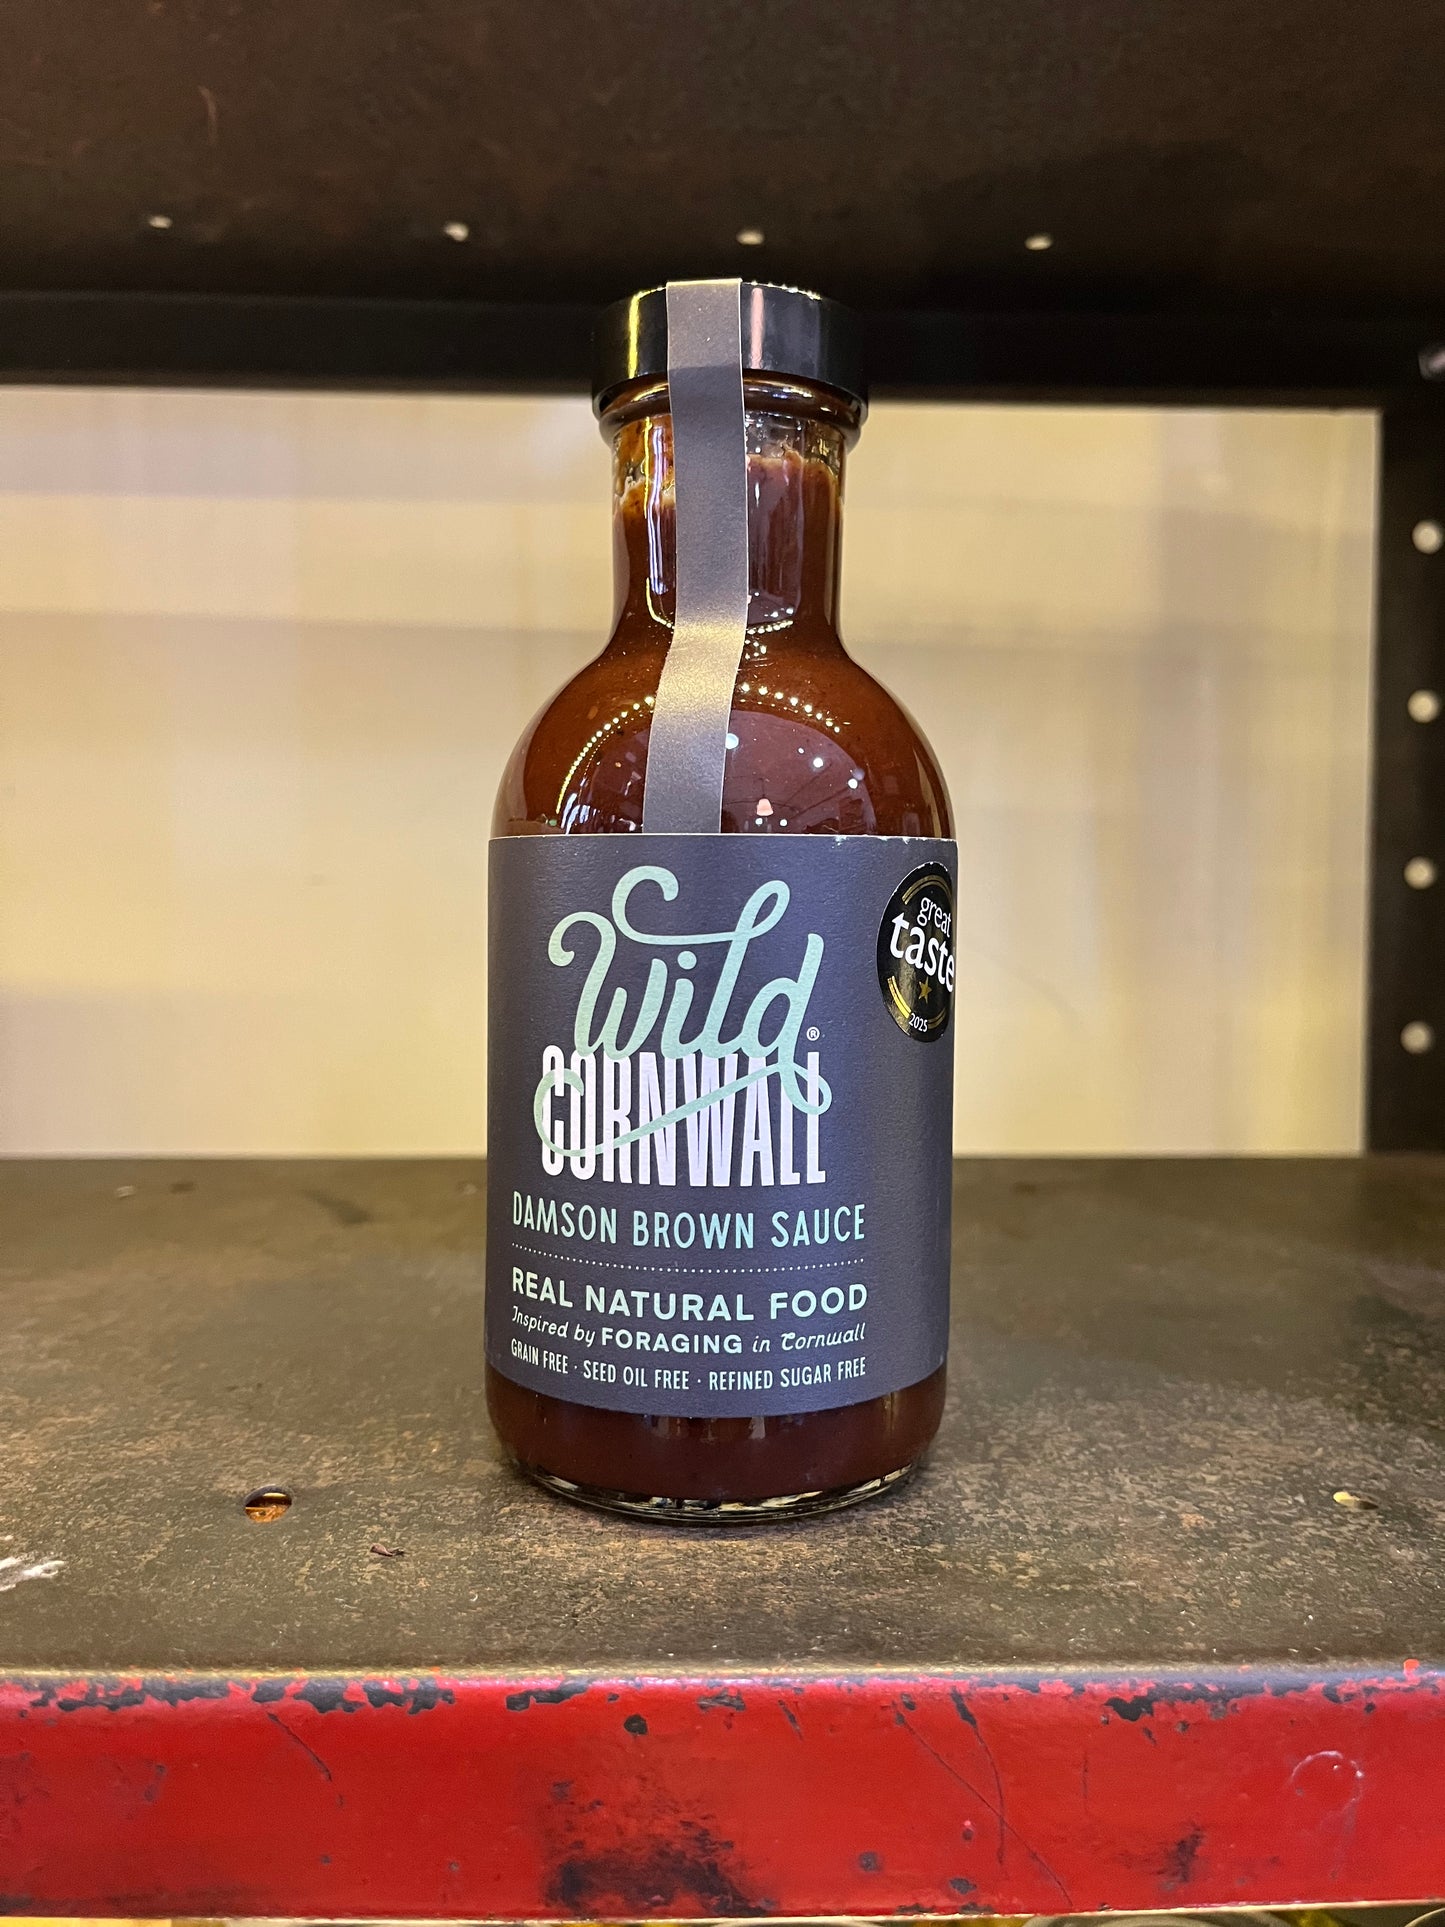 Wild®
CORNWALL
DAMSON BROWN SAUCE
REAL NATURAL FOOD
Inspired by FORAGING in Cornwall
GRAIN FREE · SEED OIL FREE · REFINED SUGAR FREE
great
taste
2025